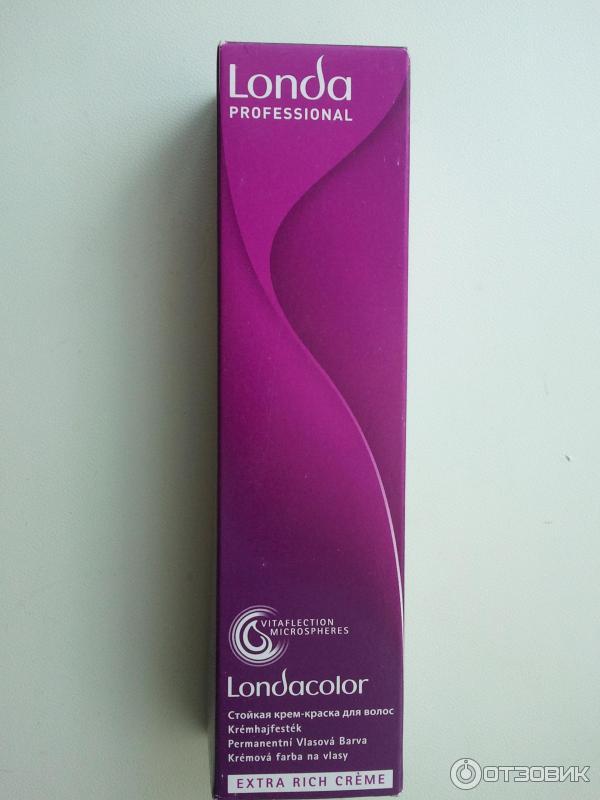 Londa
PROFESSIONAL
VITAFLECTION
MICROSPHERES
Londacolor
Стойкая крем-краска для волос
Krémhajfesték
Permanentní Vlasová Barva
Krémová farba na vlasy
EXTRA RICH CRÈME
ОТЗОВИК